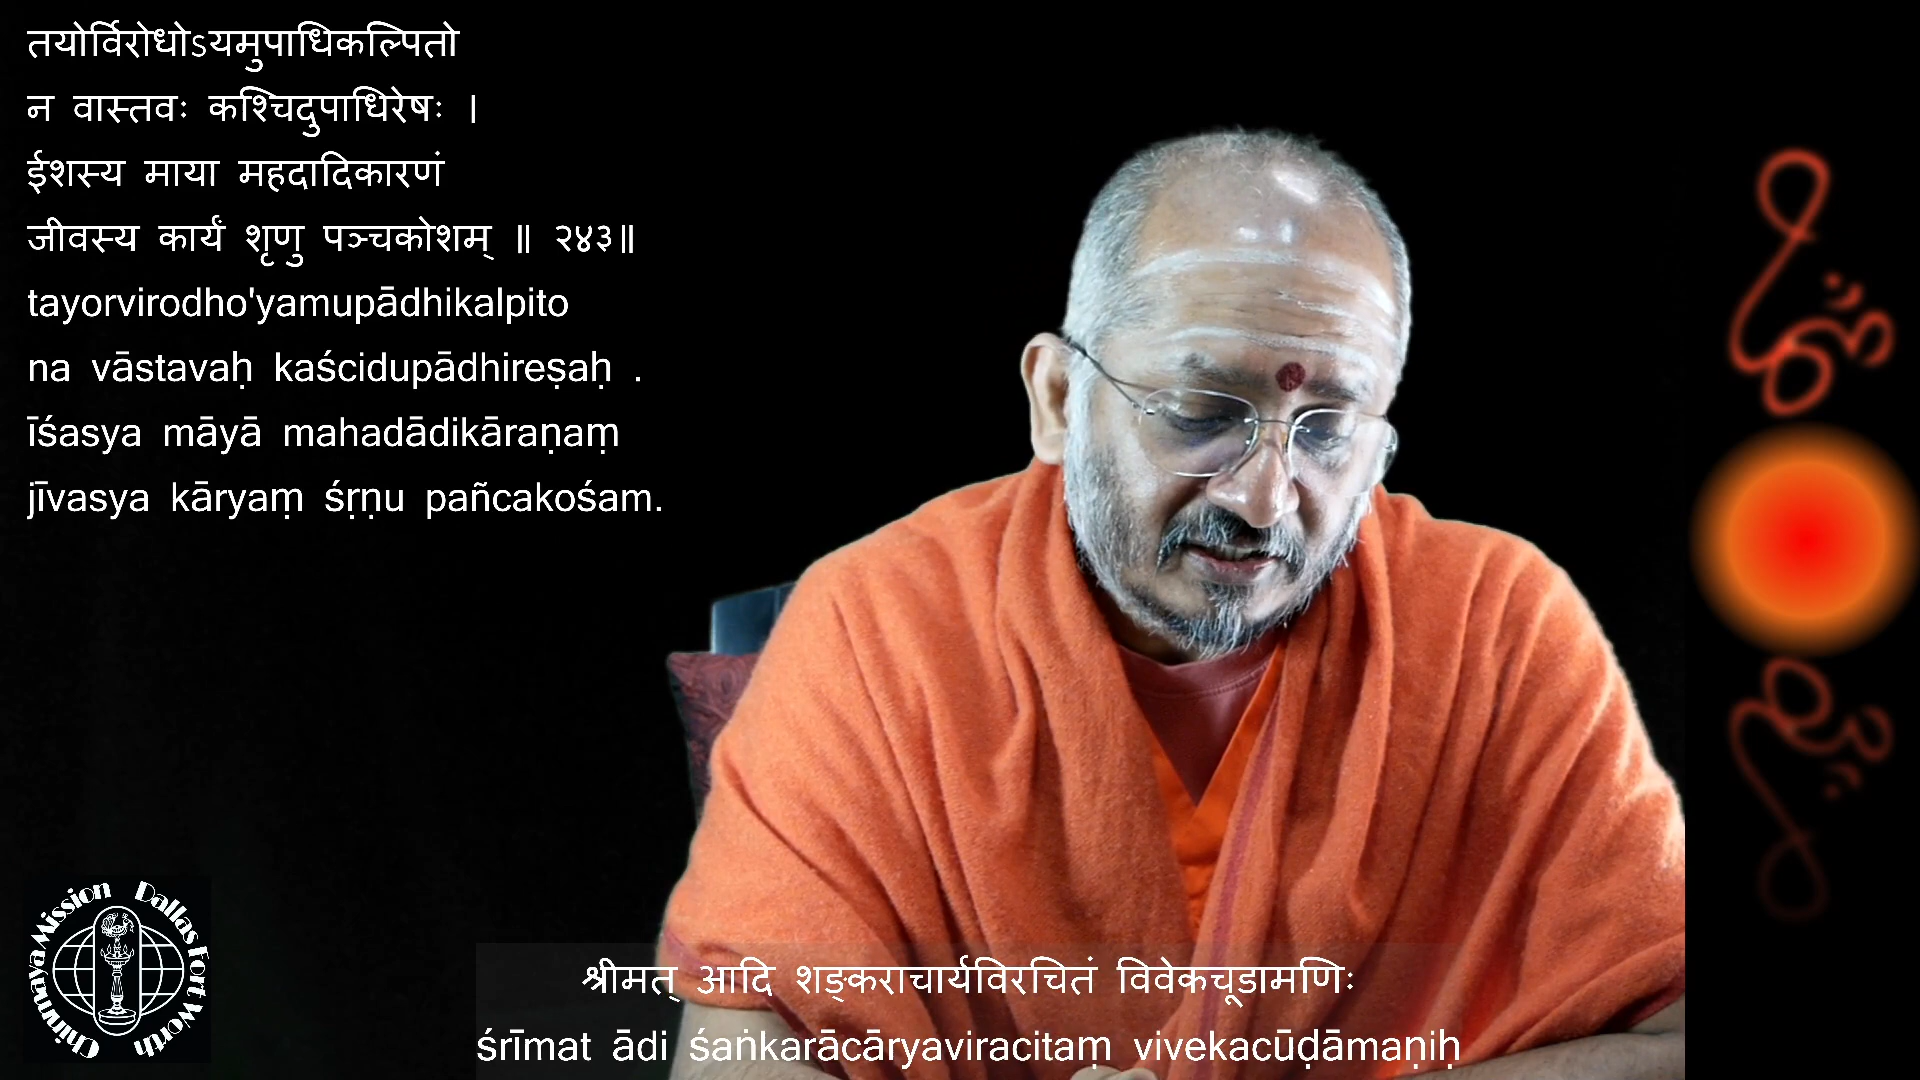 तयोर्विरोधोऽयमुपाधिकल्पितो
न वास्तवः कश्चिदुपाधिरेषः ।
ईशस्य माया महदादिकारणं
जीवस्य कार्यं शृणु पञ्चकोशम् ॥ २४३॥
tayorvirodho'yamupādhikalpito
na vāstavaḥ kaścidupādhireṣaḥ .
īśasya māyā mahadādikāraṇaṃ
jīvasya kāryaṃ śṛṇu pañcakośam.
Chinmaya Mission Dallas Fort Worth
श्रीमत् आदि शङ्कराचार्यविरचितं विवेकचूडामणिः
śrīmat ādi śaṅkarācāryaviracitaṃ vivekacūḍāmaṇiḥ